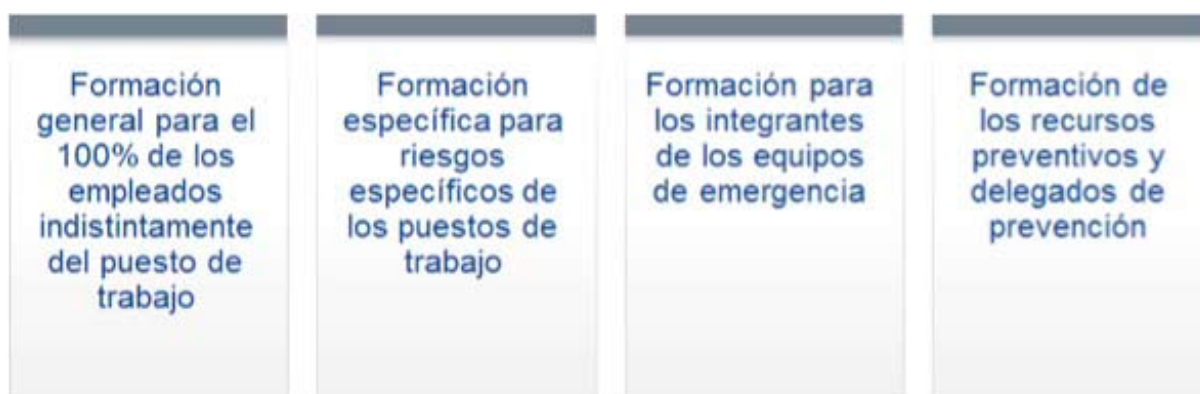 Formación
general para el
100% de los
empleados
indistintamente
del puesto de
trabajo
Formación
específica para
riesgos
específicos de
los puestos de
trabajo
Formación para
los integrantes
de los equipos
de emergencia
Formación de
los recursos
preventivos y
delegados de
prevención